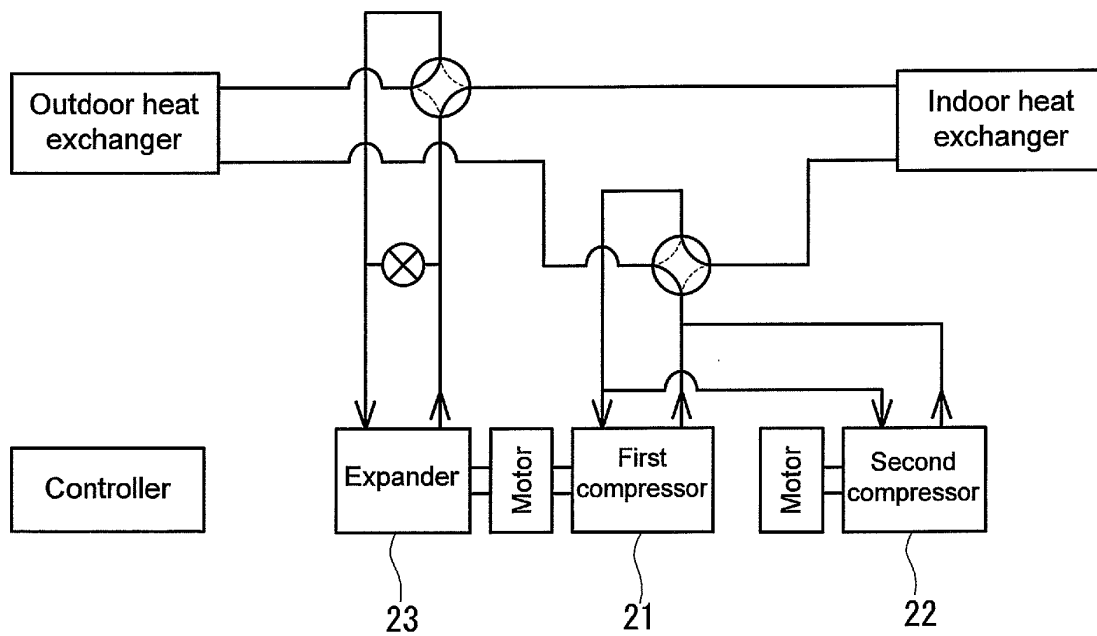 Outdoor heat
exchanger
Indoor heat
exchanger
Controller
Expander
Motor
First
compressor
Motor
Second
compressor
23
21
22